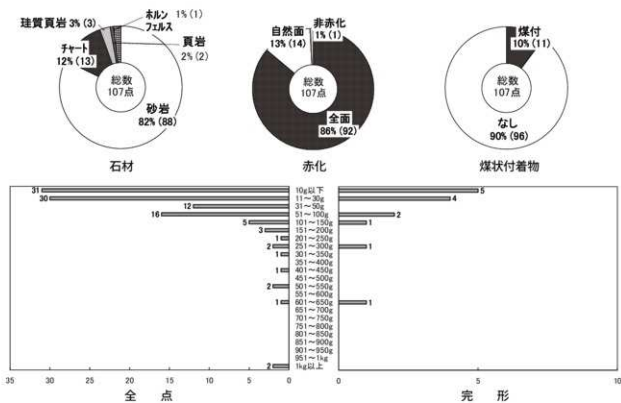 珪質頁岩 3% (3)
ホルン
フェルス
1% (1)
頁岩
2% (2)
チャート
12% (13)
総数
107点
砂岩
82% (88)
石材
自然面
13% (14)
非赤化
1% (1)
総数
107点
全面
86% (92)
赤化
煤付
10% (11)
総数
107点
なし
90% (96)
煤状付着物
31 10g以下 5
30 11~30g 4
12 31~50g
16 51~100g 2
5 101~150g 1
3 151~200g
1 201~250g
2 251~300g 1
1 301~350g
351~400g
1 401~450g
451~500g
2 501~550g
551~600g
1 601~650g 1
651~700g
701~750g
751~800g
801~850g
851~900g
901~950g
951~1kg
2 1kg以上
35 30 25 20 15 10 5 0 0 5 10
全 点 完 形